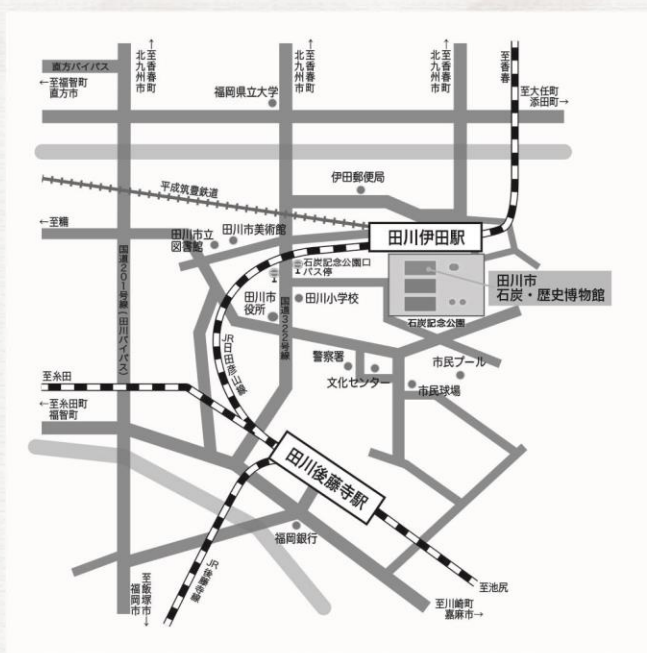 ←至香春町
北九州市
←至香春町
北九州市
←至香春町
北九州市
至香春
直方バイパス
←至福智町
直方市
福岡県立大学
至大任町
添田町→
伊田郵便局
平成筑豊鉄道
田川伊田駅
←至糒
田川市立
図書館
田川市美術館
石炭記念公園口
バス停
田川市
石炭・歴史博物館
国道201号線(田川バイパス)
田川市
役所
国道322号線
田川小学校
石炭記念公園
JR日田彦山線
警察署
市民プール
文化センター
市民球場
至糸田
←至糸田町
福智町
田川後藤寺駅
福岡銀行
JR後藤寺線
至池尻
至飯塚市→
福岡市
至川崎町
嘉麻市→